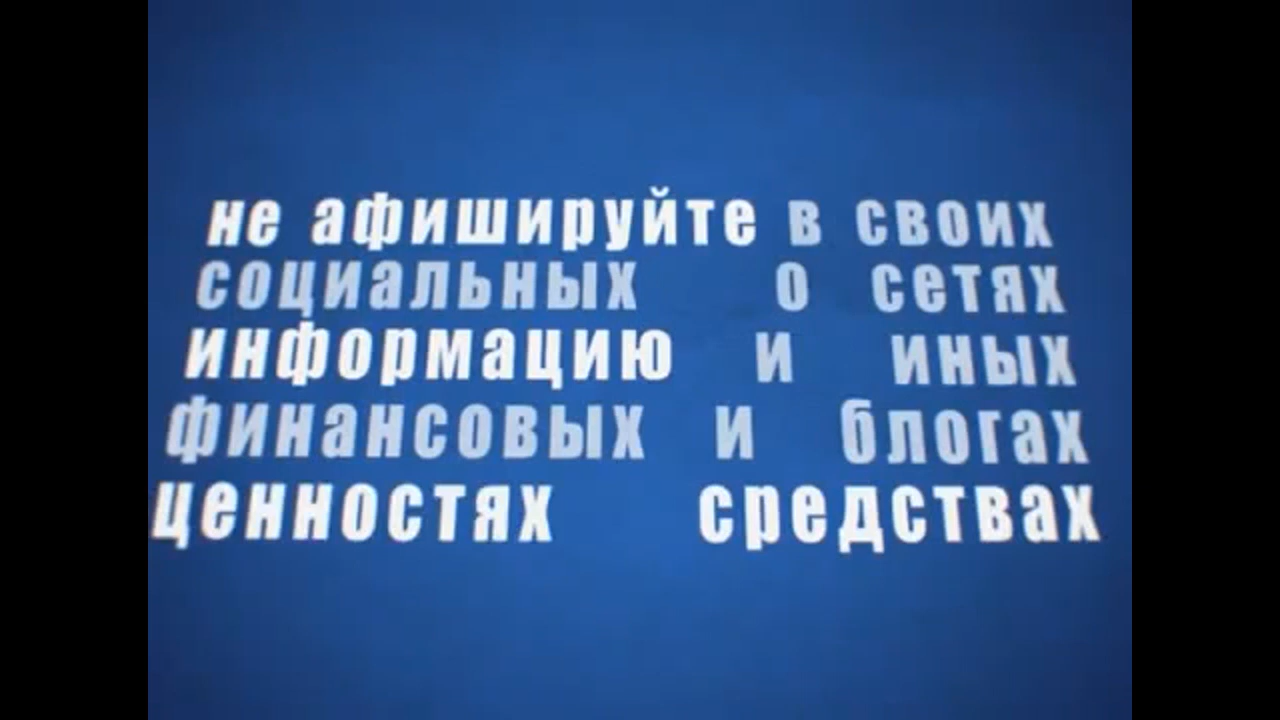 не афишируйте в своих
социальных о сетях
информацию и иных
финансовых и блогах
ценностях средствах